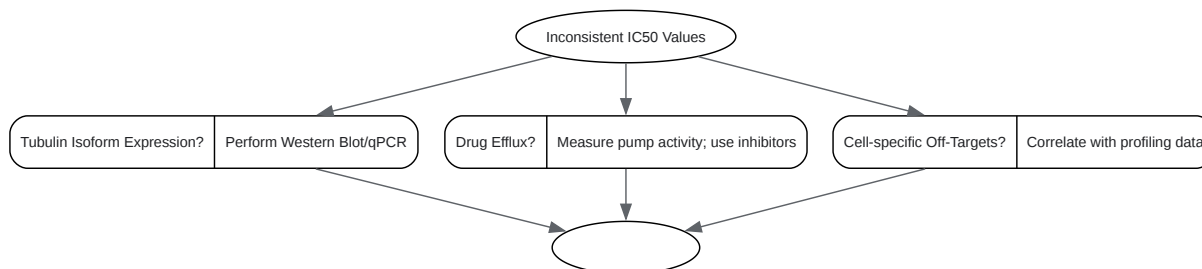 Inconsistent IC50 Values
Tubulin Isoform Expression?
Perform Western Blot/qPCR
Drug Efflux?
Measure pump activity; use inhibitors
Cell-specific Off-Targets?
Correlate with profiling data